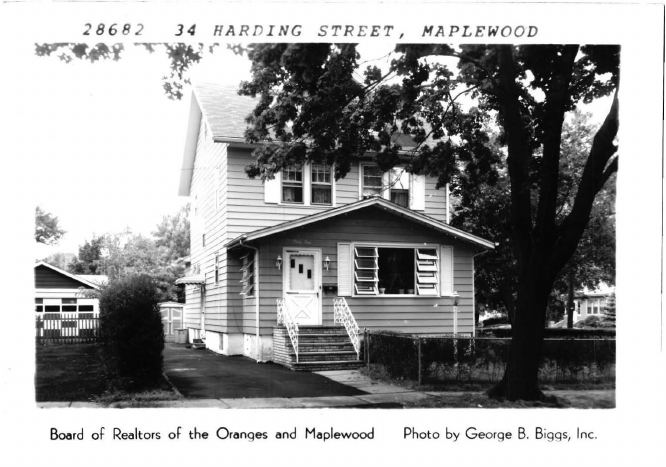 28682 34 HARDING STREET, MAPLEWOOD
Board of Realtors of the Oranges and Maplewood Photo by George B. Biggs, Inc.